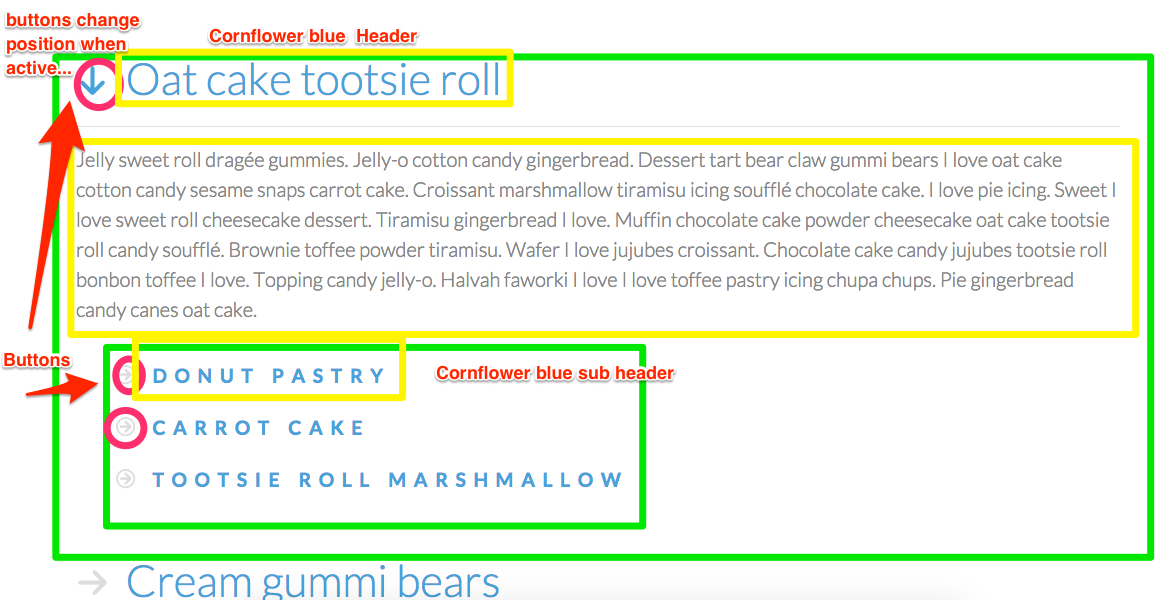 buttons change
position when
active...
Cornflower blue Header
Oat cake tootsie roll
Jelly sweet roll dragée gummies. Jelly-o cotton candy gingerbread. Dessert tart bear claw gummi bears I love oat cake
cotton candy sesame snaps carrot cake. Croissant marshmallow tiramisu icing soufflé chocolate cake. I love pie icing. Sweet I
love sweet roll cheesecake dessert. Tiramisu gingerbread I love. Muffin chocolate cake powder cheesecake oat cake tootsie
roll candy soufflé. Brownie toffee powder tiramisu. Wafer I love jujubes croissant. Chocolate cake candy jujubes tootsie roll
bonbon toffee I love. Topping candy jelly-o. Halvah faworki I love I love toffee pastry icing chupa chups. Pie gingerbread
candy canes oat cake.
Buttons
DONUT PASTRY
Cornflower blue sub header
CARROT CAKE
TOOTSIE ROLL MARSHMALLOW
Cream gummi bears